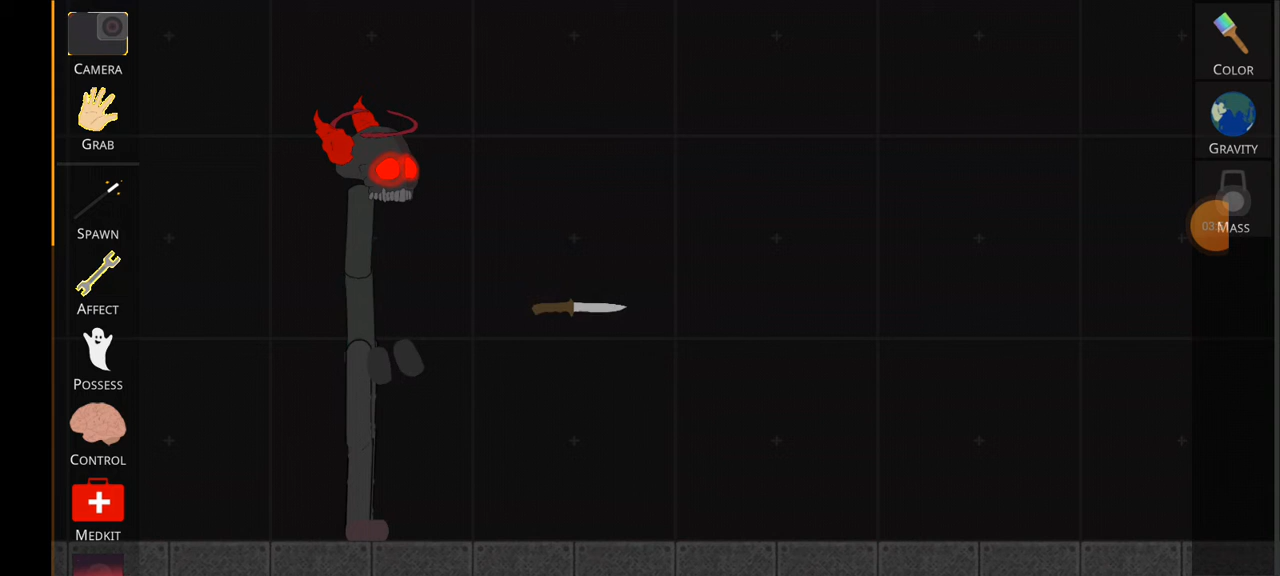 CAMERA
GRAB
SPAWN
AFFECT
POSSESS
CONTROL
MEDKIT
COLOR
GRAVITY
MASS